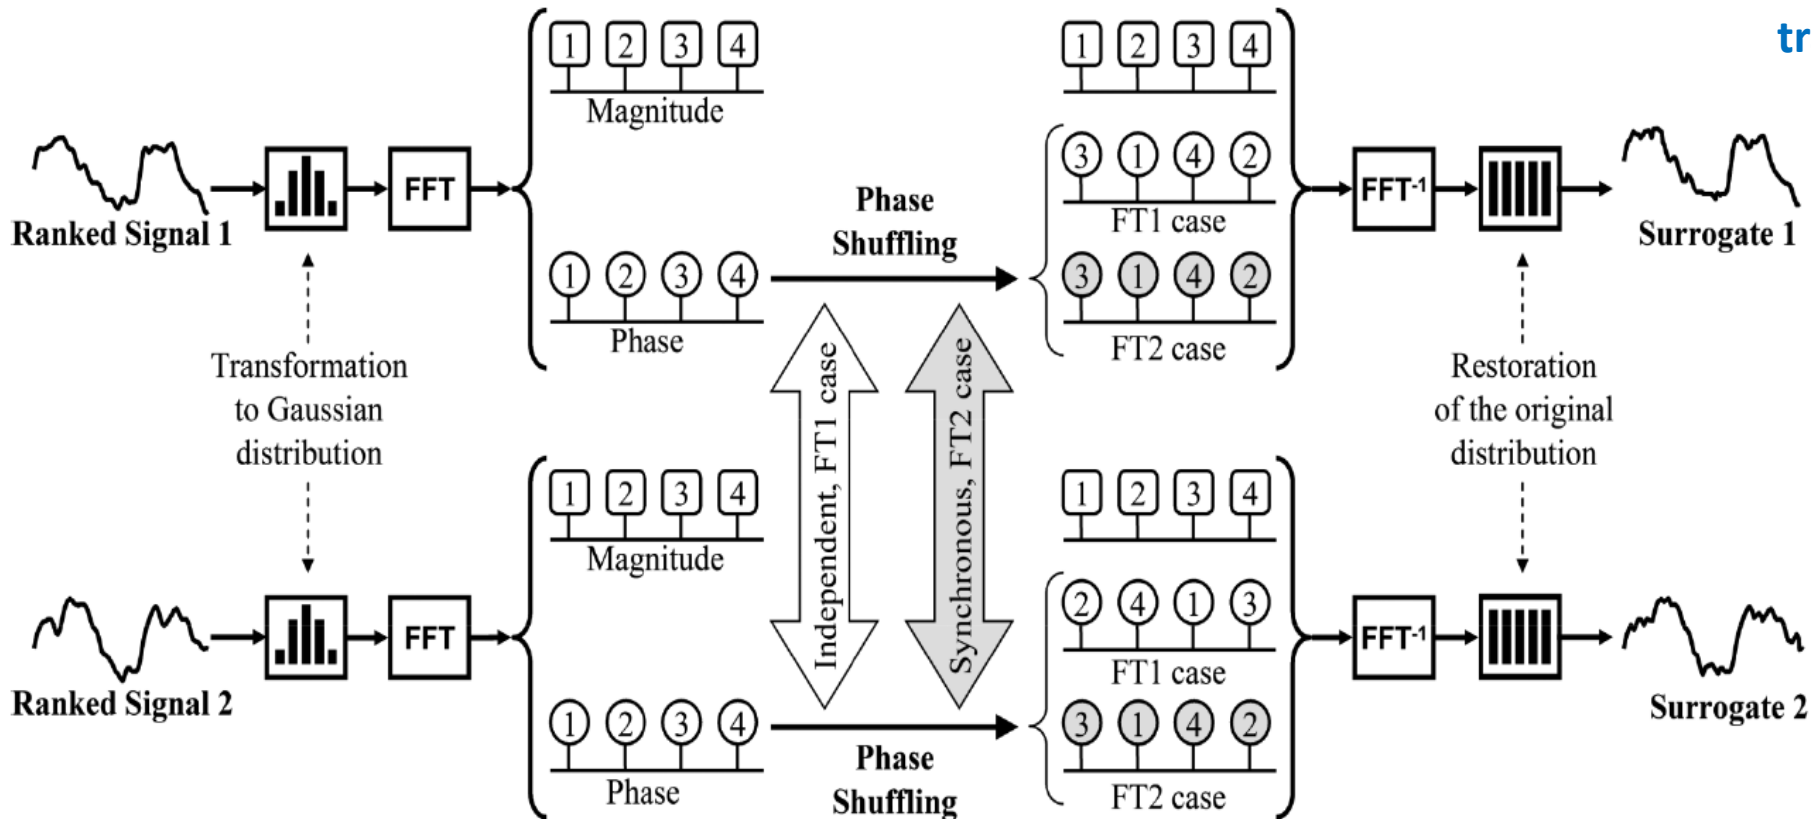 tr
1 2 3 4
Magnitude
1 2 3 4
3 1 4 2
FT1 case
Ranked Signal 1
FFT
Phase
Shuffling
FFT-1
Surrogate 1
1 2 3 4
Phase
3 1 4 2
FT2 case
Transformation
to Gaussian
distribution
Independent, FT1 case
Synchronous, FT2 case
Restoration
of the original
distribution
1 2 3 4
Magnitude
1 2 3 4
2 4 1 3
FT1 case
Ranked Signal 2
FFT
FFT-1
Surrogate 2
1 2 3 4
Phase
Phase
Shuffling
3 1 4 2
FT2 case